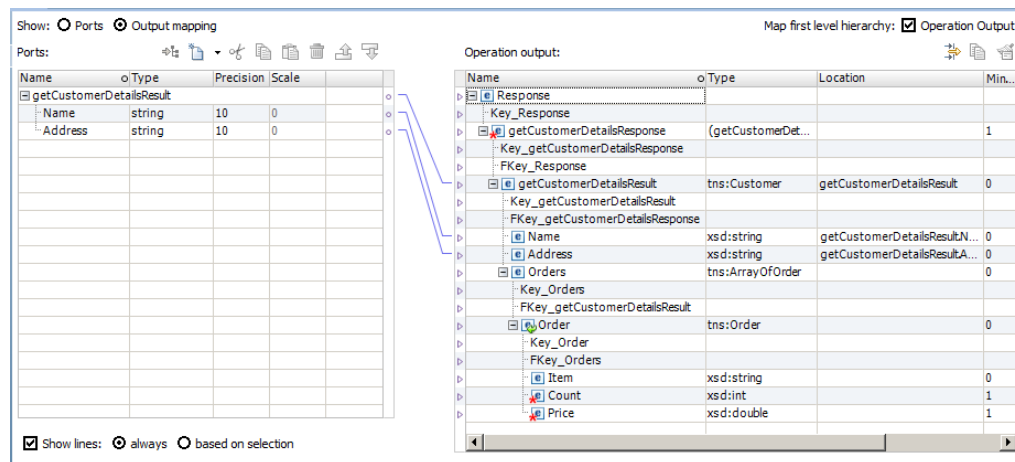 Show: Ports Output mapping Map first level hierarchy: Operation Output
Ports: Operation output:
Name Type Precision Scale
getCustomerDetailsResult
Name string 10 0
Address string 10 0
Name Type Location Min...
Response
Key_Response
getCustomerDetailsResponse (getCustomerDet... 1
Key_getCustomerDetailsResponse
FKey_Response
getCustomerDetailsResult tns:Customer getCustomerDetailsResult 0
Key_getCustomerDetailsResult
FKey_getCustomerDetailsResponse
Name xsd:string getCustomerDetailsResult.N... 0
Address xsd:string getCustomerDetailsResult.A... 0
Orders tns:ArrayOfOrder 0
Key_Orders
FKey_getCustomerDetailsResult
Order tns:Order 0
Key_Order
FKey_Orders
Item xsd:string 0
Count xsd:int 1
Price xsd:double 1
Show lines: always based on selection